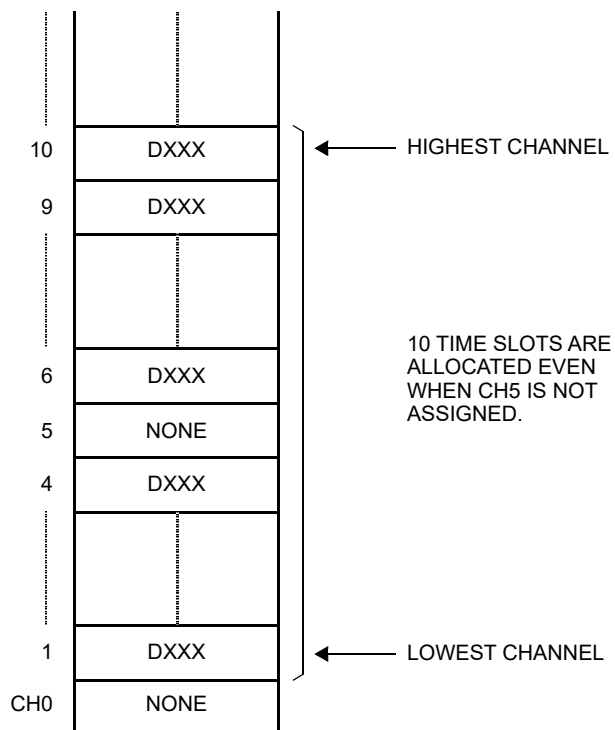 10 DXXX HIGHEST CHANNEL
9 DXXX
10 TIME SLOTS ARE
ALLOCATED EVEN
WHEN CH5 IS NOT
ASSIGNED.
6 DXXX
5 NONE
4 DXXX
1 DXXX LOWEST CHANNEL
CH0 NONE